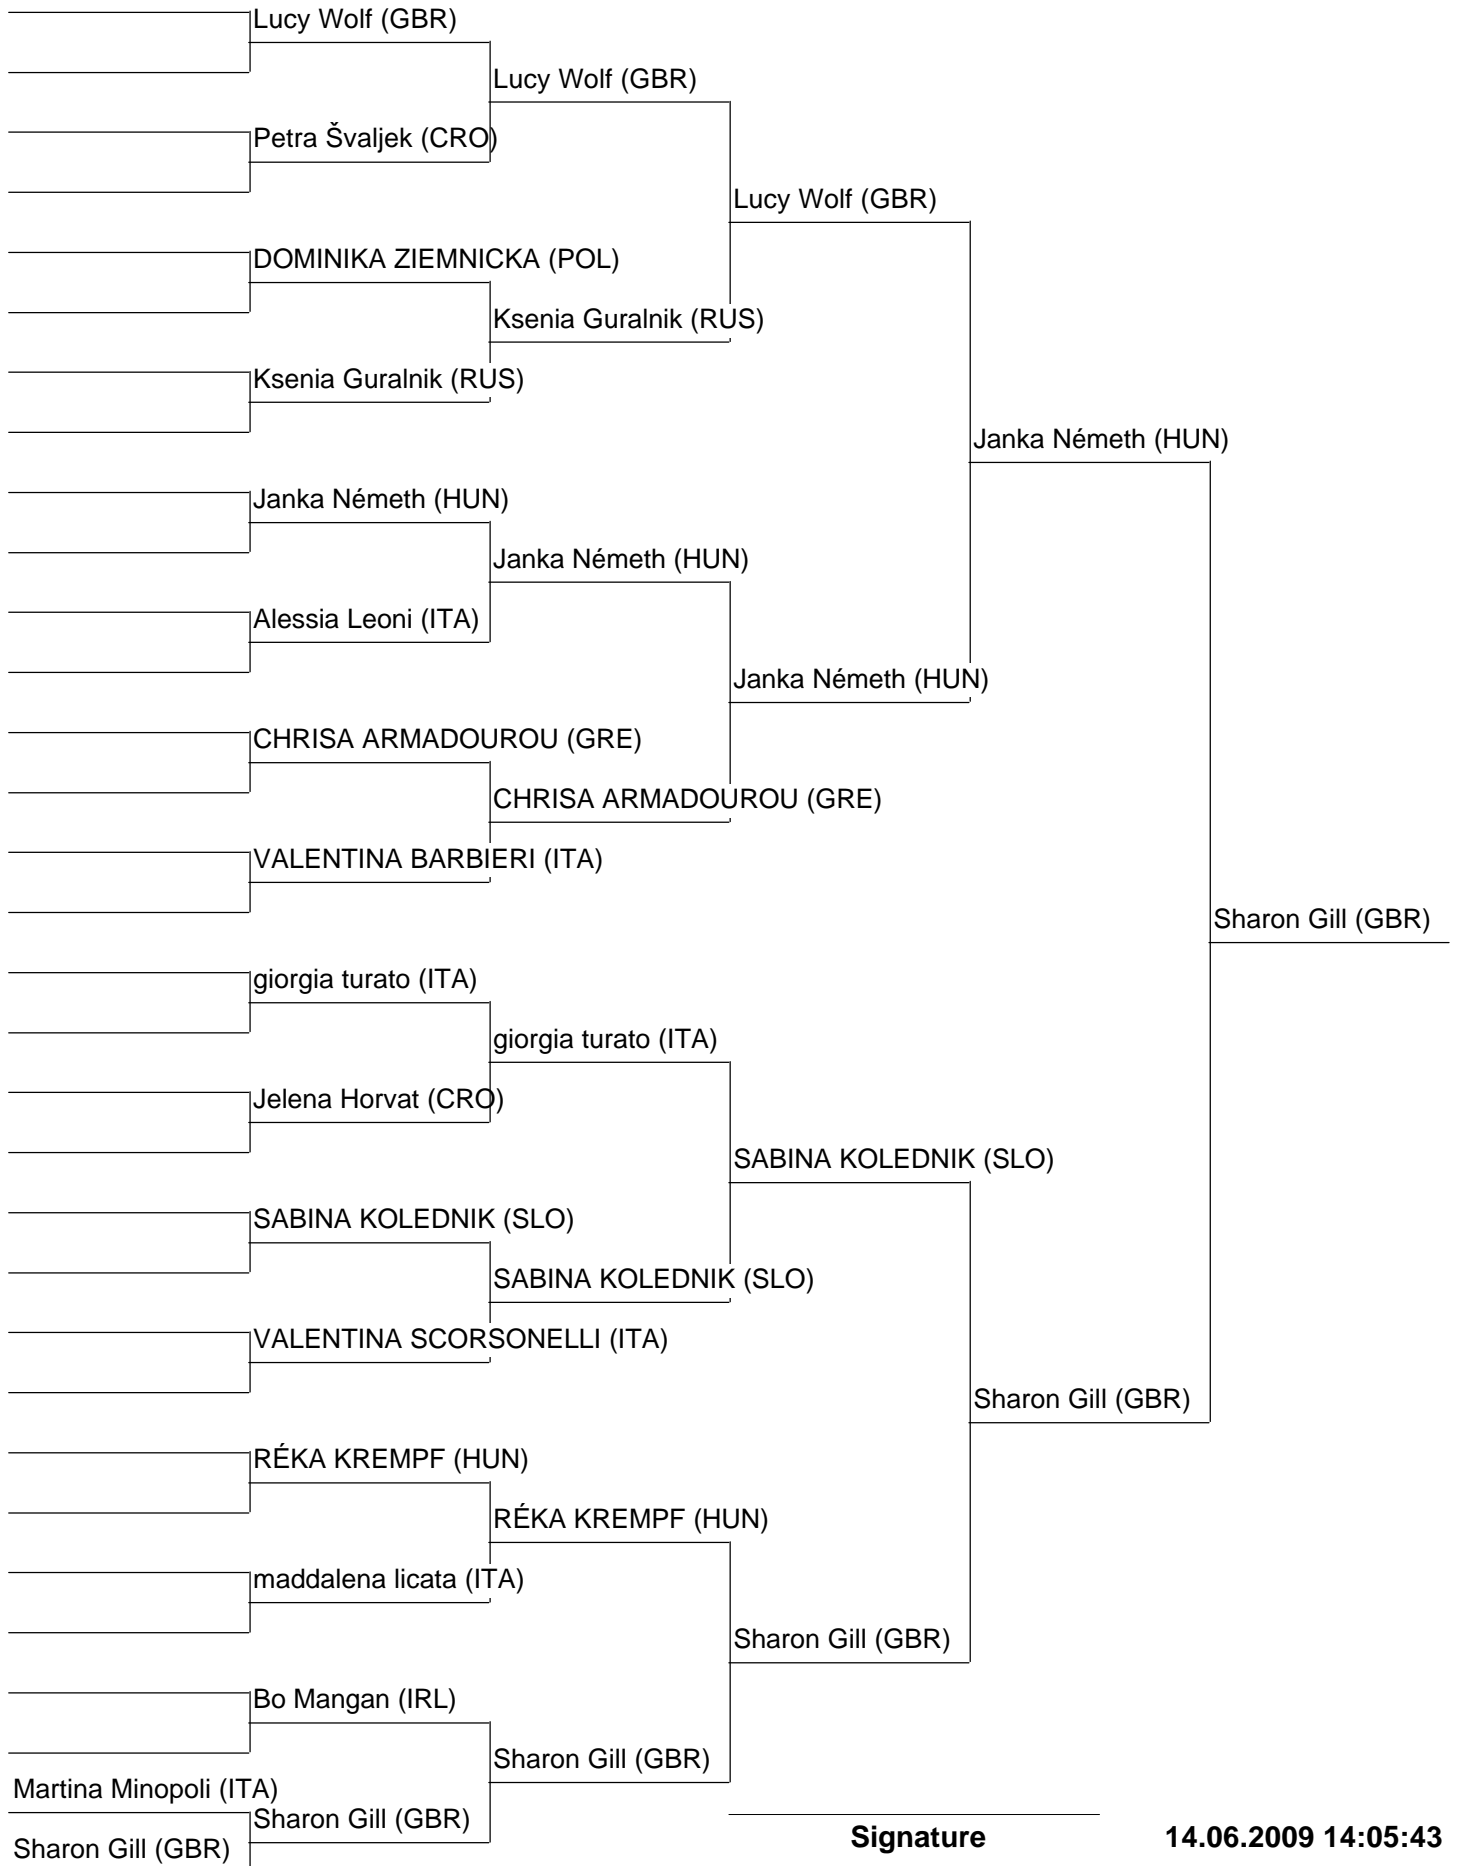 Lucy Wolf (GBR)
Lucy Wolf (GBR)
Petra Švaljek (CRO)
Lucy Wolf (GBR)
DOMINIKA ZIEMNICKA (POL)
Ksenia Guralnik (RUS)
Ksenia Guralnik (RUS)
Janka Németh (HUN)
Janka Németh (HUN)
Janka Németh (HUN)
Alessia Leoni (ITA)
Janka Németh (HUN)
CHRISA ARMADOUROU (GRE)
CHRISA ARMADOUROU (GRE)
VALENTINA BARBIERI (ITA)
Sharon Gill (GBR)
giorgia turato (ITA)
giorgia turato (ITA)
Jelena Horvat (CRO)
SABINA KOLEDNIK (SLO)
SABINA KOLEDNIK (SLO)
SABINA KOLEDNIK (SLO)
VALENTINA SCORSONELLI (ITA)
Sharon Gill (GBR)
RÉKA KREMPF (HUN)
RÉKA KREMPF (HUN)
maddalena licata (ITA)
Sharon Gill (GBR)
Bo Mangan (IRL)
Sharon Gill (GBR)
Martina Minopoli (ITA)
Sharon Gill (GBR)
Sharon Gill (GBR)
Signature
14.06.2009 14:05:43